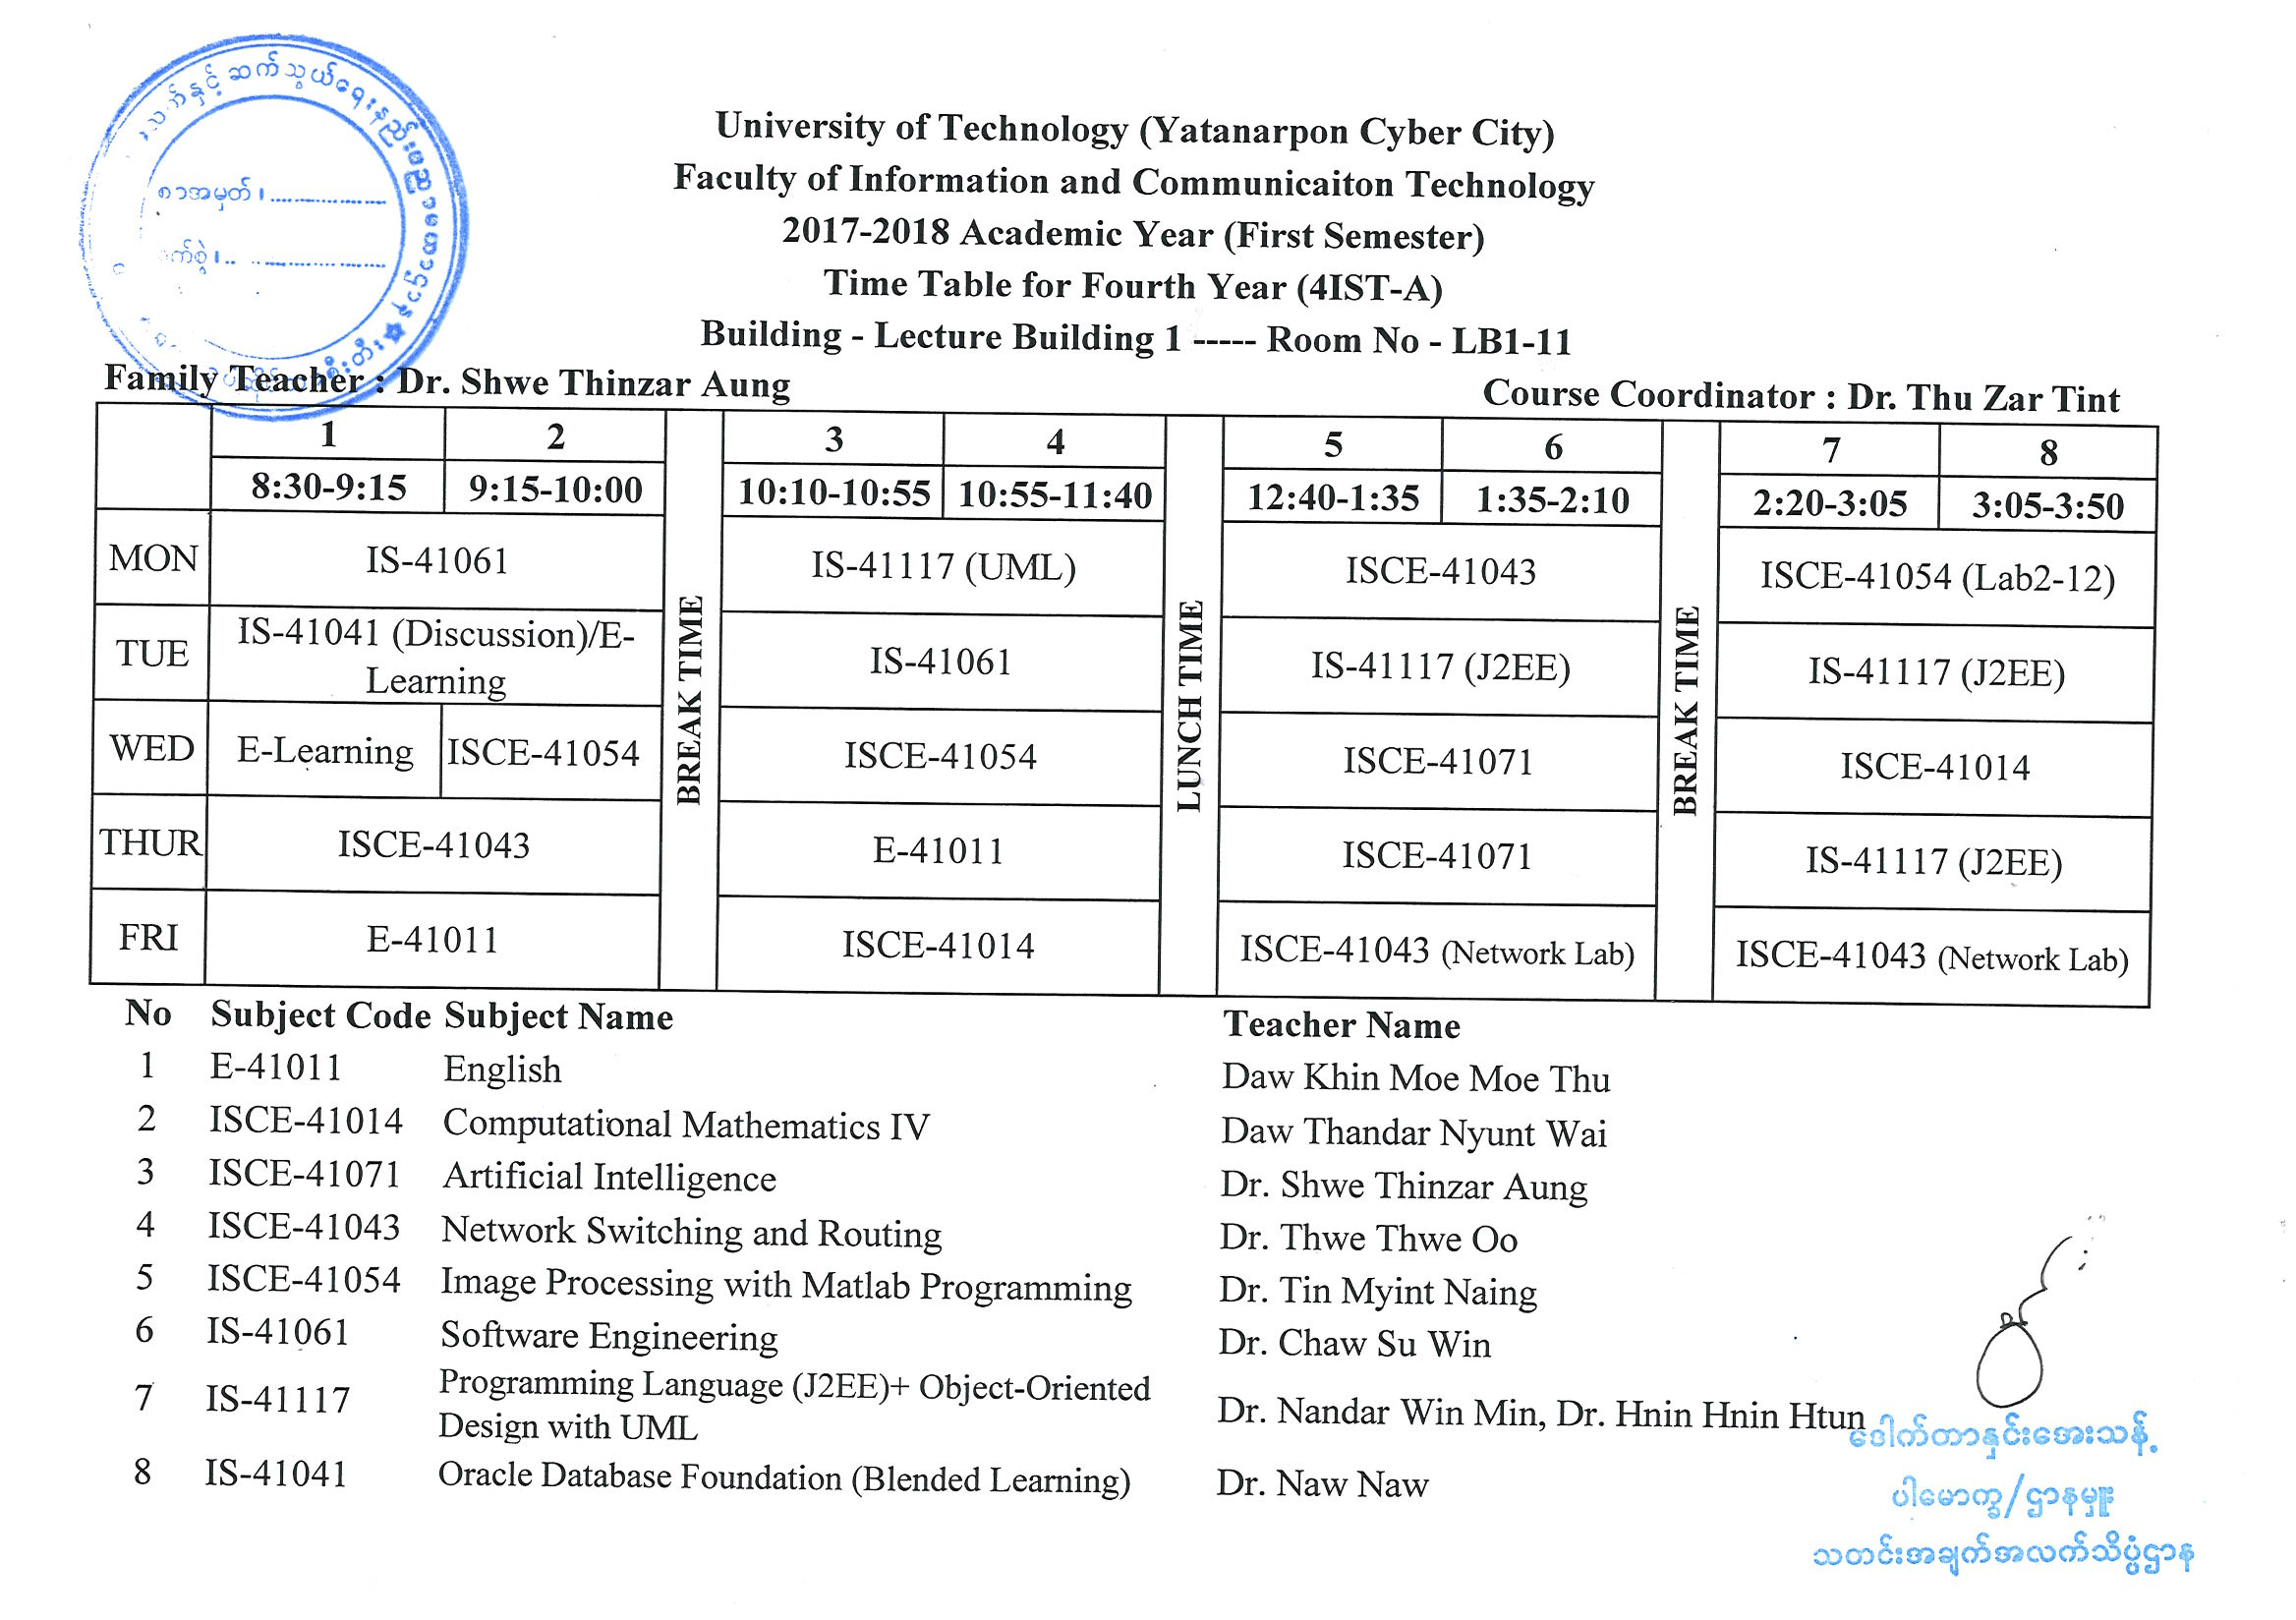 University of Technology (Yatanarpon Cyber City)
Faculty of Information and Communicaiton Technology
2017-2018 Academic Year (First Semester)
Time Table for Fourth Year (4IST-A)
Building - Lecture Building 1 ----- Room No - LB1-11
Family Teacher : Dr. Shwe Thinzar Aung Course Coordinator : Dr. Thu Zar Tint
ဆက်သွယ်ရေးနည်းပညာ
စာအမှတ်၊
1 2 3 4 5 6 7 8
8:30-9:15 9:15-10:00 10:10-10:55 10:55-11:40 12:40-1:35 1:35-2:10 2:20-3:05 3:05-3:50
BREAK TIME
LUNCH TIME
BREAK TIME
MON IS-41061 IS-41117 (UML) ISCE-41043 ISCE-41054 (Lab2-12)
TUE IS-41041 (Discussion)/E-
Learning IS-41061 IS-41117 (J2EE) IS-41117 (J2EE)
WED E-Learning ISCE-41054 ISCE-41054 ISCE-41071 ISCE-41014
THUR ISCE-41043 E-41011 ISCE-41071 IS-41117 (J2EE)
FRI E-41011 ISCE-41014 ISCE-41043 (Network Lab) ISCE-41043 (Network Lab)
No Subject Code Subject Name Teacher Name
1 E-41011 English Daw Khin Moe Moe Thu
2 ISCE-41014 Computational Mathematics IV Daw Thandar Nyunt Wai
3 ISCE-41071 Artificial Intelligence Dr. Shwe Thinzar Aung
4 ISCE-41043 Network Switching and Routing Dr. Thwe Thwe Oo
5 ISCE-41054 Image Processing with Matlab Programming Dr. Tin Myint Naing
6 IS-41061 Software Engineering Dr. Chaw Su Win
7 IS-41117 Programming Language (J2EE)+ Object-Oriented
Design with UML Dr. Nandar Win Min, Dr. Hnin Hnin Htun
8 IS-41041 Oracle Database Foundation (Blended Learning) Dr. Naw Naw
ဒေါက်တာနှင်းအေးသန့်
ပါမောက္ခ/ဌာနမှူး
သတင်းအချက်အလက်သိပ္ပံဌာန